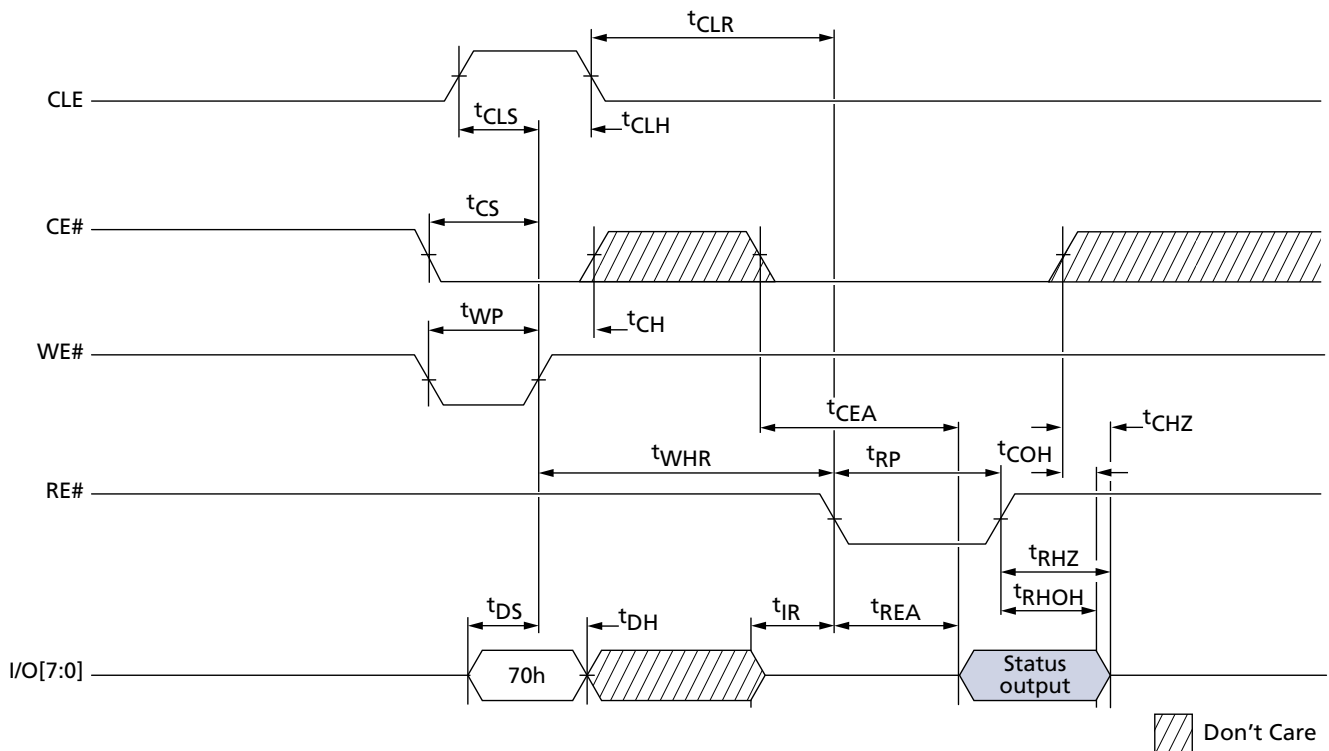 tCLR
CLE
tCLS
tCLH
tCS
CE#
tWP
tCH
WE#
tCEA
tCHZ
tWHR
tRP
tCOH
RE#
tRHZ
tDS
tDH
tIR
tREA
tRHOH
I/O[7:0]
70h
Status
output
Don't Care